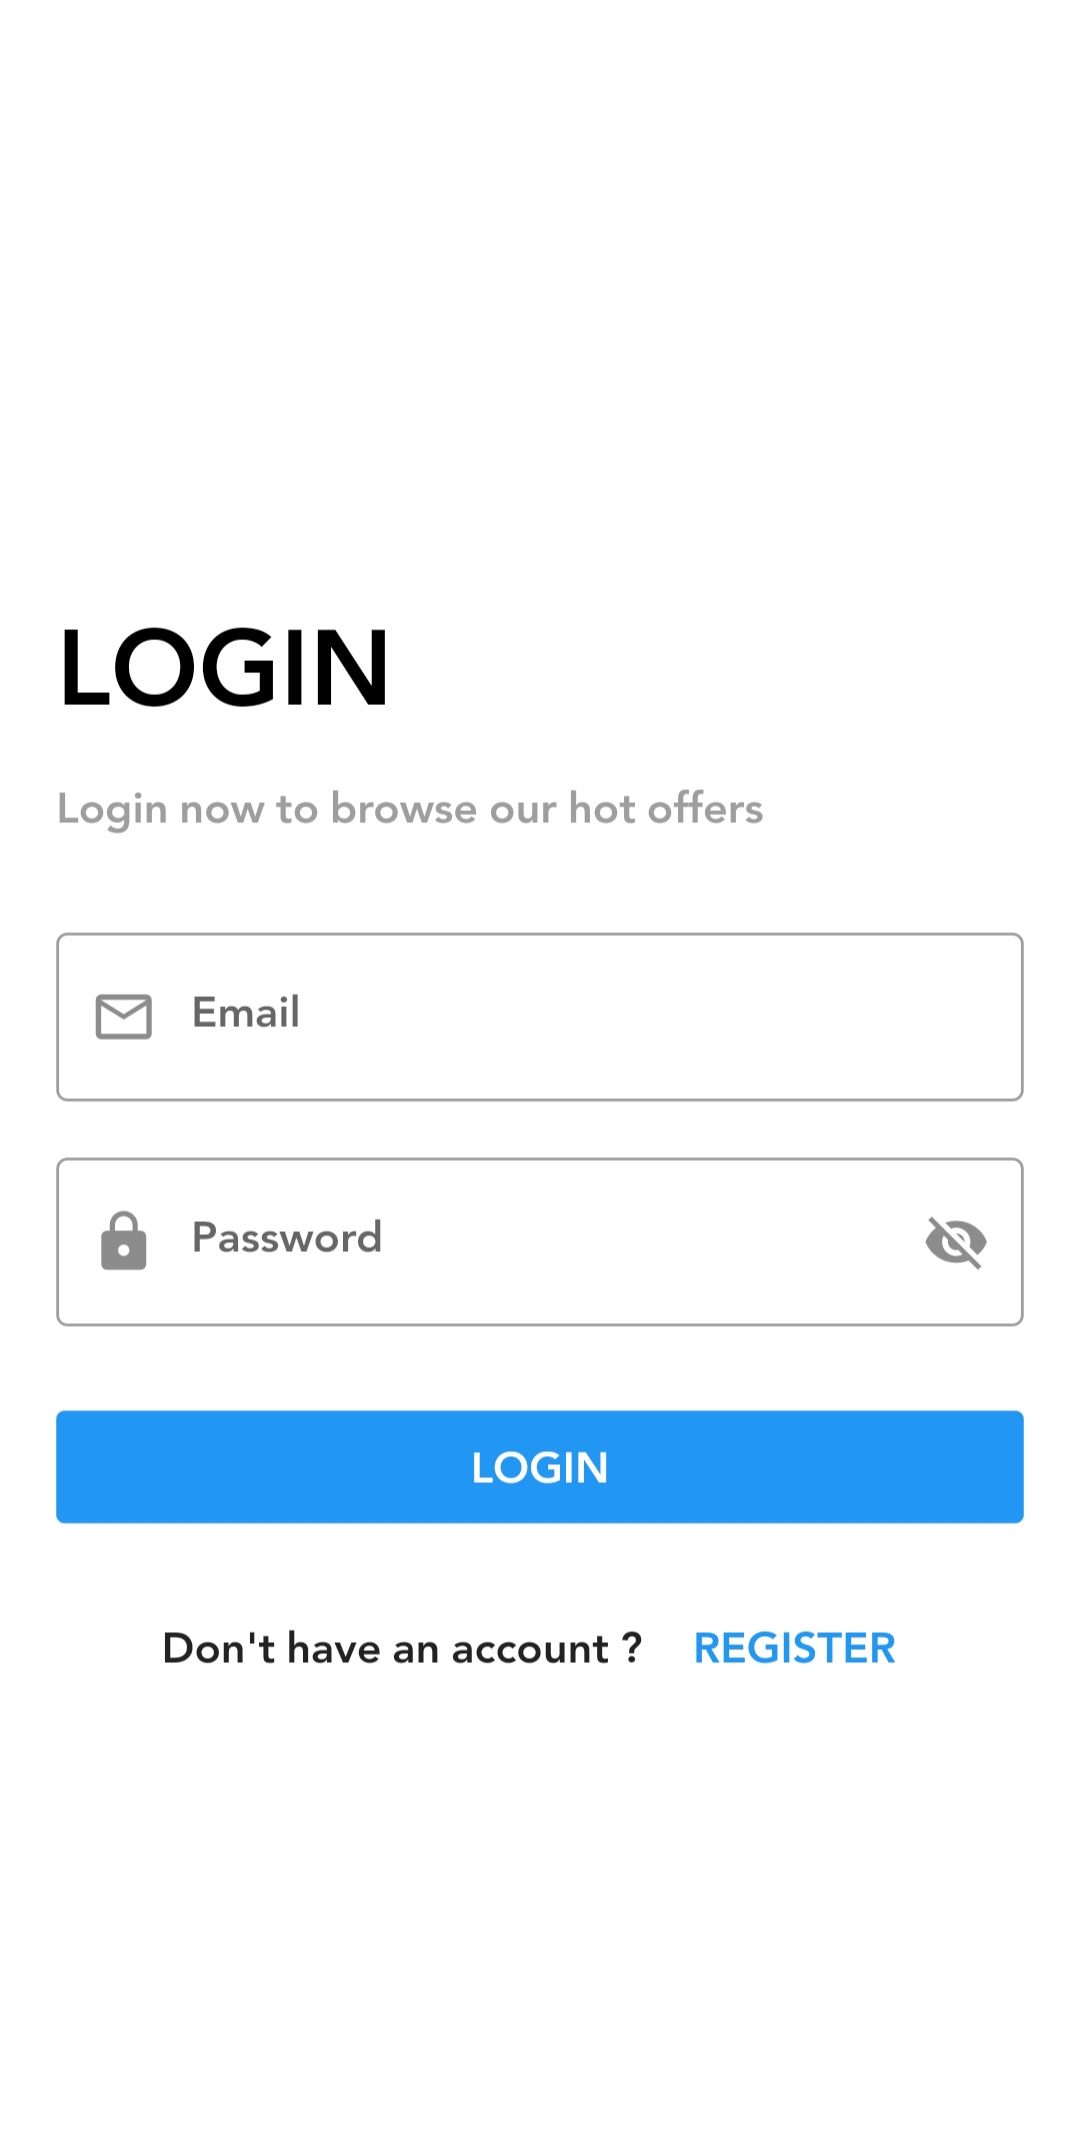 LOGIN
Login now to browse our hot offers
Email
Password
LOGIN
Don't have an account ? REGISTER